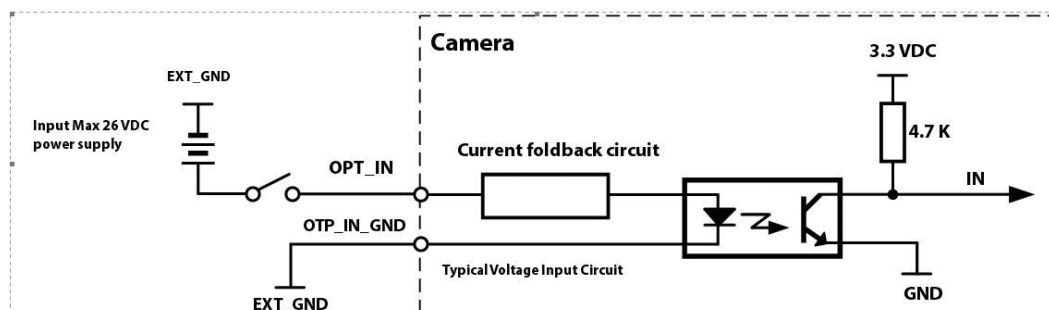 Camera
3.3 VDC
EXT_GND
Input Max 26 VDC
power supply
4.7 K
Current foldback circuit
OPT_IN
IN
OTP_IN_GND
Typical Voltage Input Circuit
EXT_GND
GND